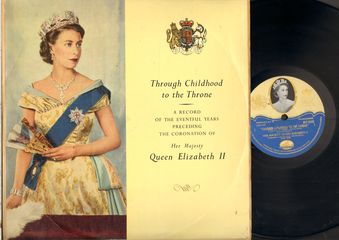 Through Childhood
to the Throne
A RECORD
OF THE EVENTFUL YEARS
PRECEDING
THE CORONATION OF
Her Majesty
Queen Elizabeth II